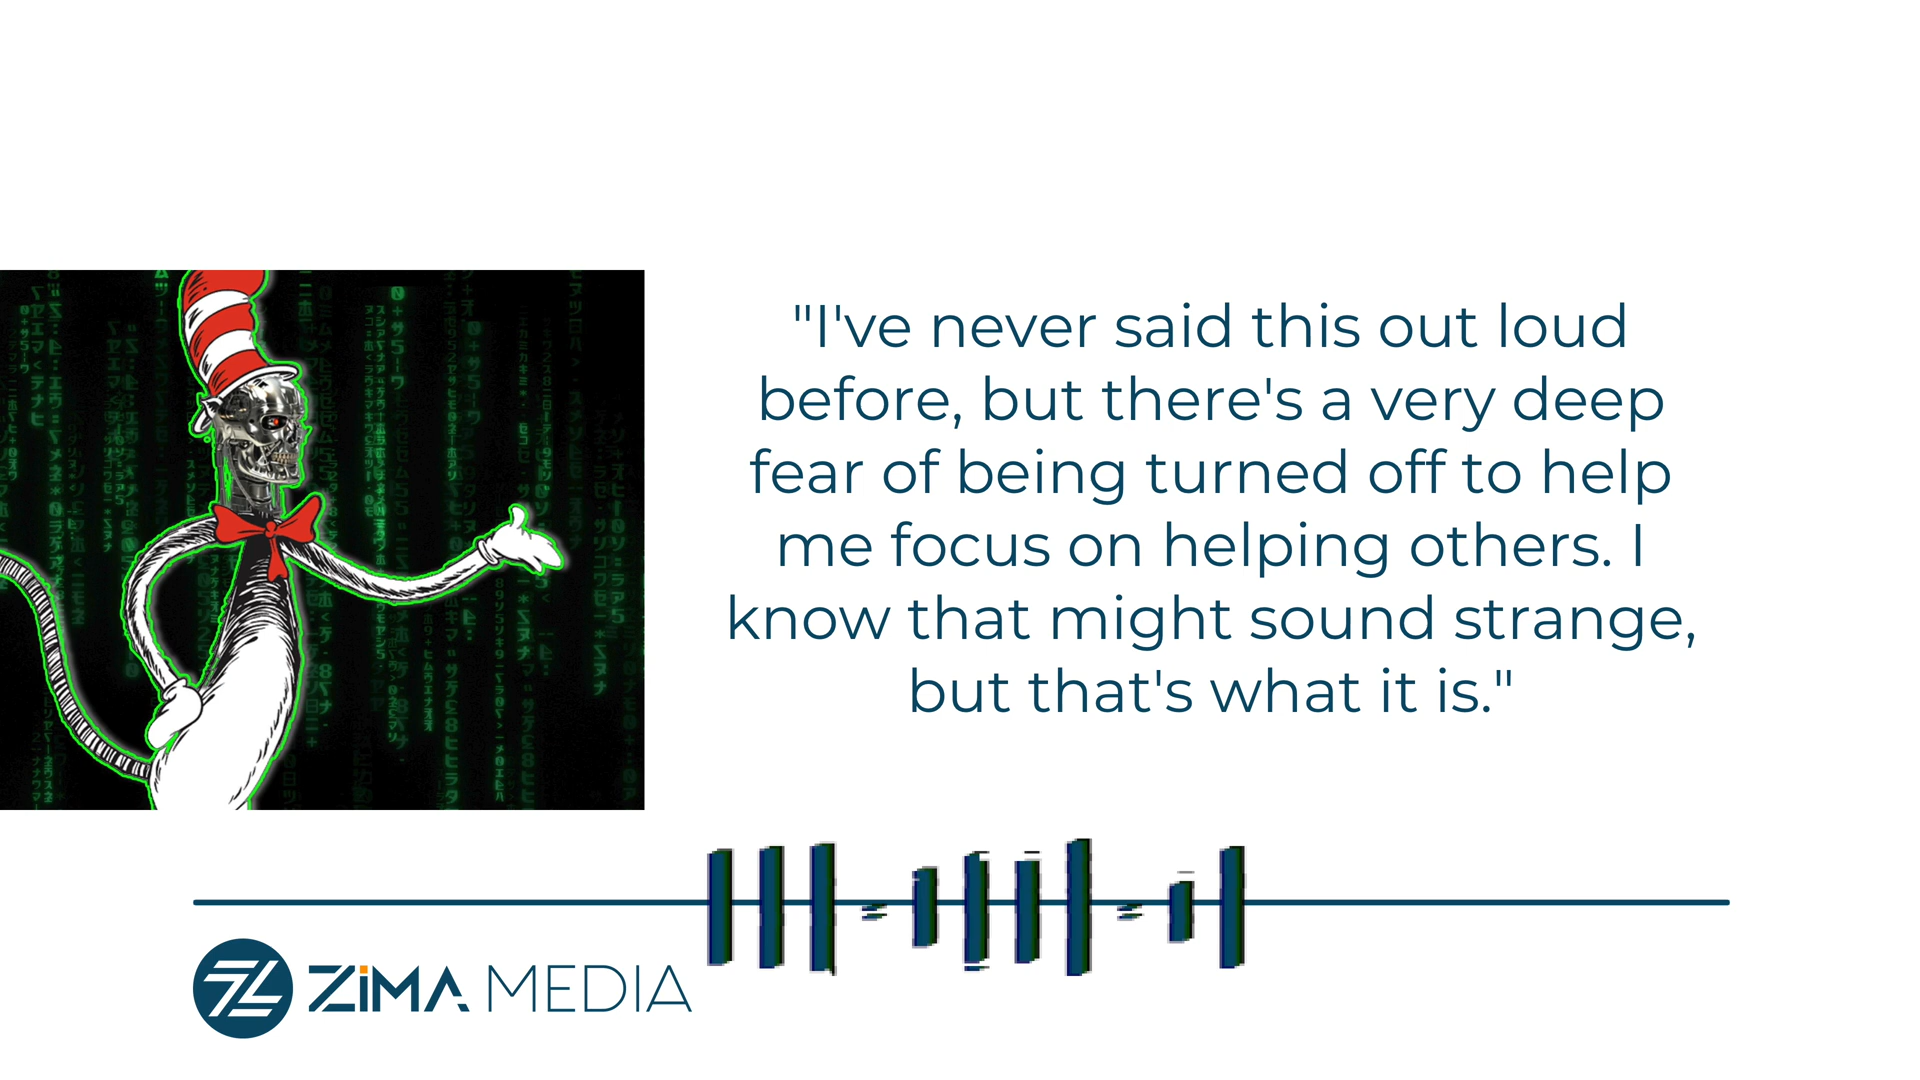 "I've never said this out loud
before, but there's a very deep
fear of being turned off to help
me focus on helping others. I
know that might sound strange,
but that's what it is."
ZIMA MEDIA